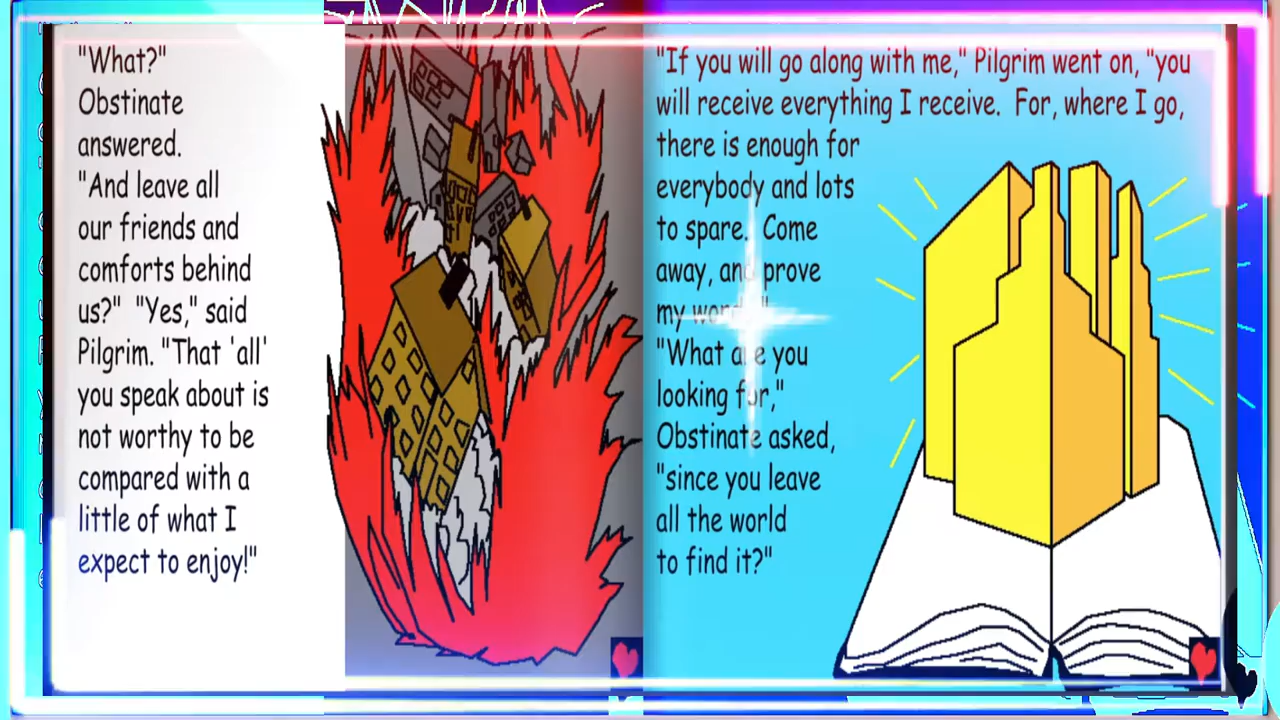 "What?"
Obstinate
answered.
"And leave all
our friends and
comforts behind
us?" "Yes," said
Pilgrim. "That 'all'
you speak about is
not worthy to be
compared with a
little of what I
expect to enjoy!"
"If you will go along with me," Pilgrim went on, "you
will receive everything I receive. For, where I go,
there is enough for
everybody and lots
to spare. Come
away, and prove
my word."
"What are you
looking for,"
Obstinate asked,
"since you leave
all the world
to find it?"